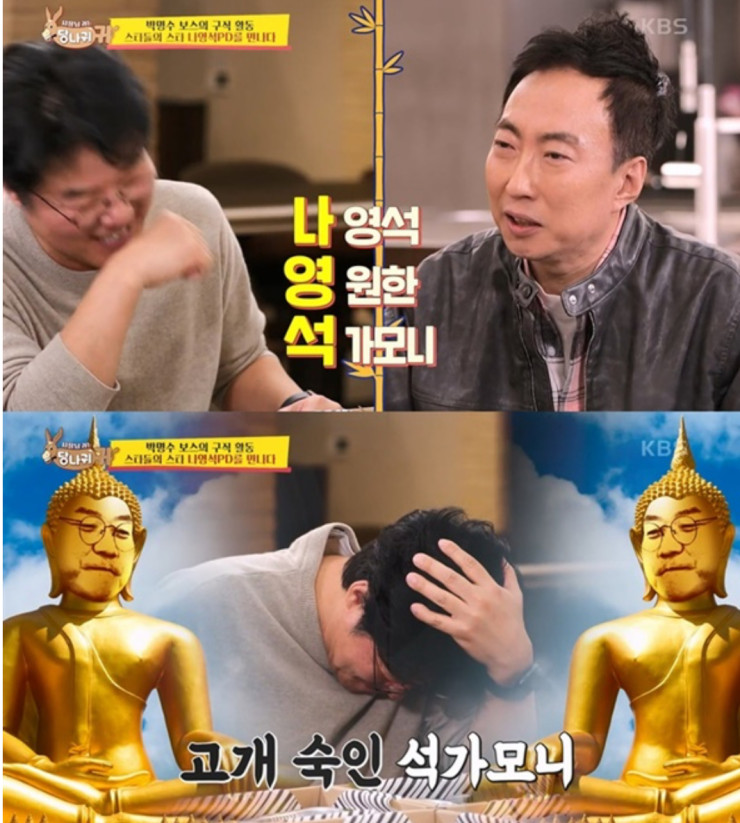 사장님 귀는
당나귀 귀
박명수 보스의 구직 활동
스타들의 스타 나영석PD를 만나다
KBS
나 영석
영 원한
석 가모니
사장님 귀는
당나귀 귀
박명수 보스의 구직 활동
스타들의 스타 나영석PD를 만나다
KBS
고개 숙인 석가모니